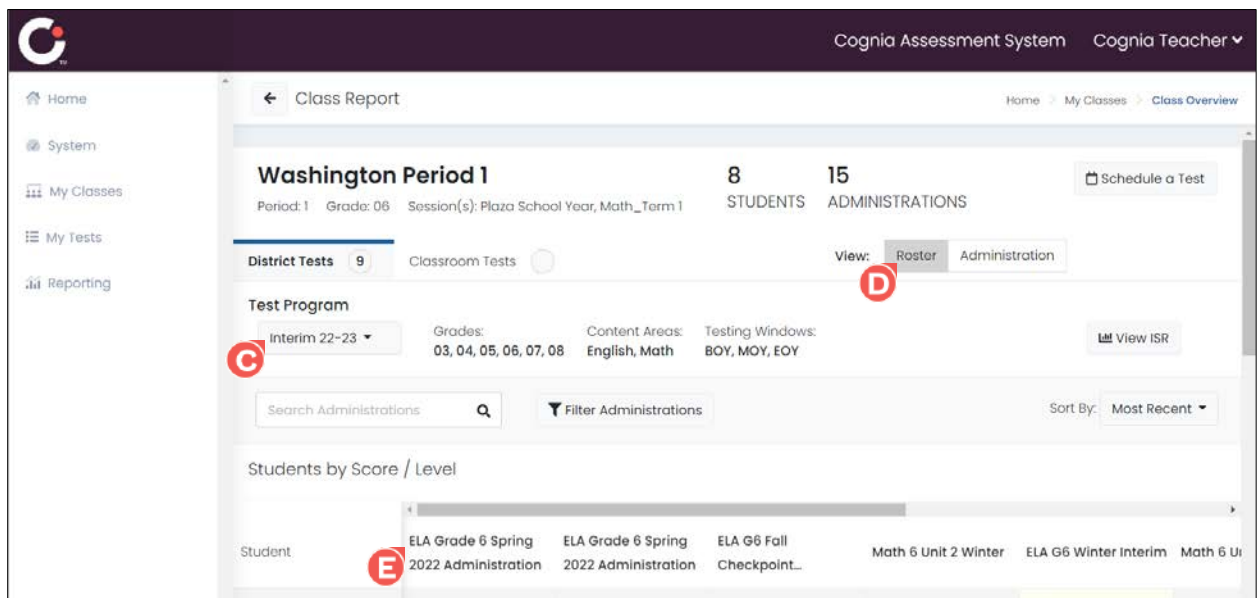 Cognia Assessment System Cognia Teacher
Home
System
My Classes
My Tests
Reporting
Class Report
Home > My Classes > Class Overview
Washington Period 1
Period: 1 Grade: 06 Session(s): Plaza School Year, Math_Term 1
8
STUDENTS
15
ADMINISTRATIONS
Schedule a Test
District Tests 9
Classroom Tests
View: Roster Administration
D
Test Program
Interim 22-23
C
Grades:
03, 04, 05, 06, 07, 08
Content Areas:
English, Math
Testing Windows:
BOY, MOY, EOY
View ISR
Search Administrations
Filter Administrations
Sort By: Most Recent
Students by Score / Level
Student
E
ELA Grade 6 Spring
2022 Administration
ELA Grade 6 Spring
2022 Administration
ELA G6 Fall
Checkpoint...
Math 6 Unit 2 Winter
ELA G6 Winter Interim
Math 6